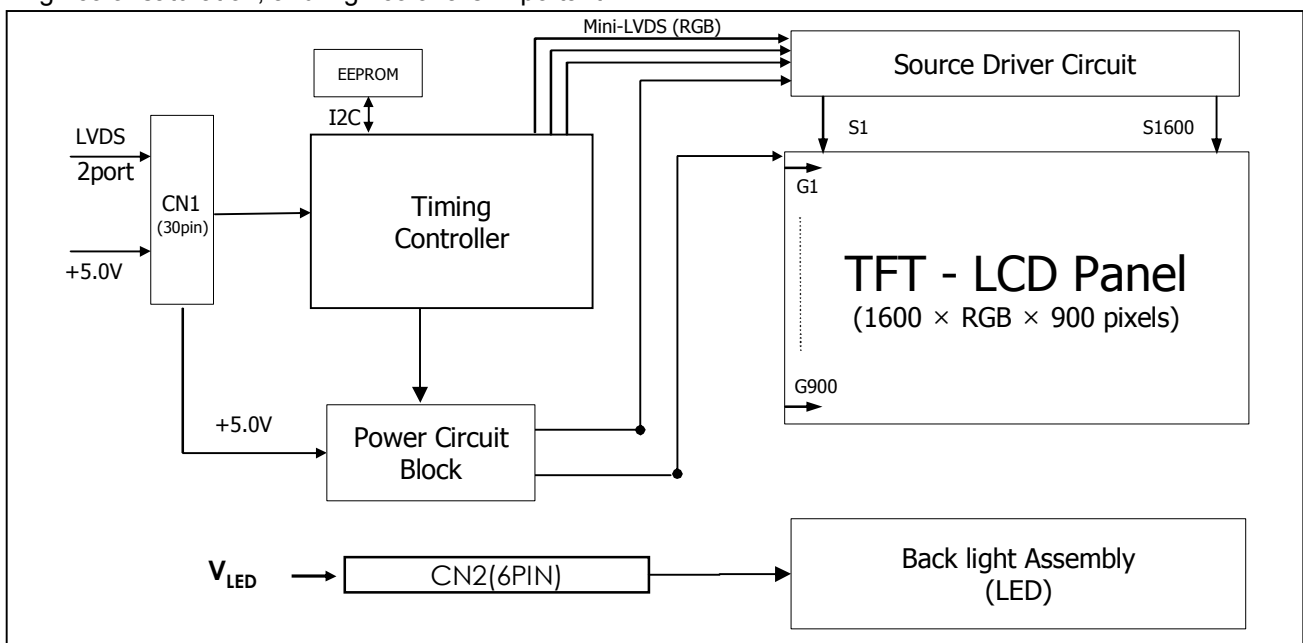 Mini-LVDS (RGB)
Source Driver Circuit
EEPROM
I2C
S1
S1600
LVDS
2port
CN1
(30pin)
+5.0V
Timing
Controller
G1
TFT - LCD Panel
(1600 × RGB × 900 pixels)
G900
+5.0V
Power Circuit
Block
VLED
CN2(6PIN)
Back light Assembly
(LED)